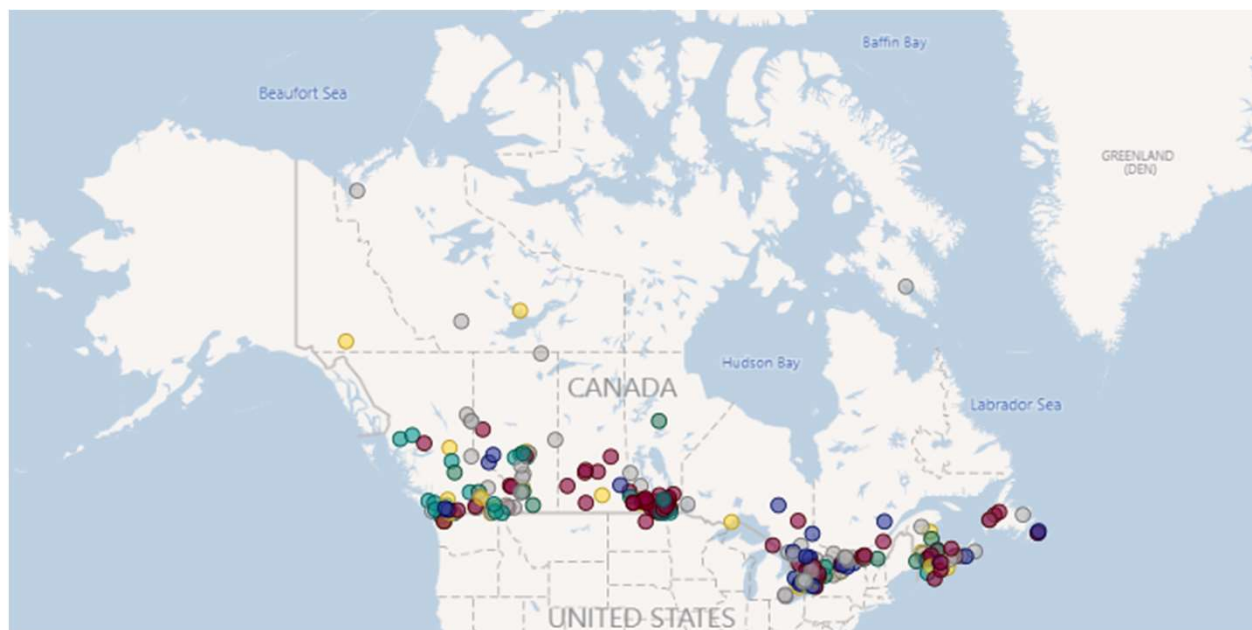 Baffin Bay
Beaufort Sea
GREENLAND
(DEN)
Hudson Bay
CANADA
Labrador Sea
UNITED STATES